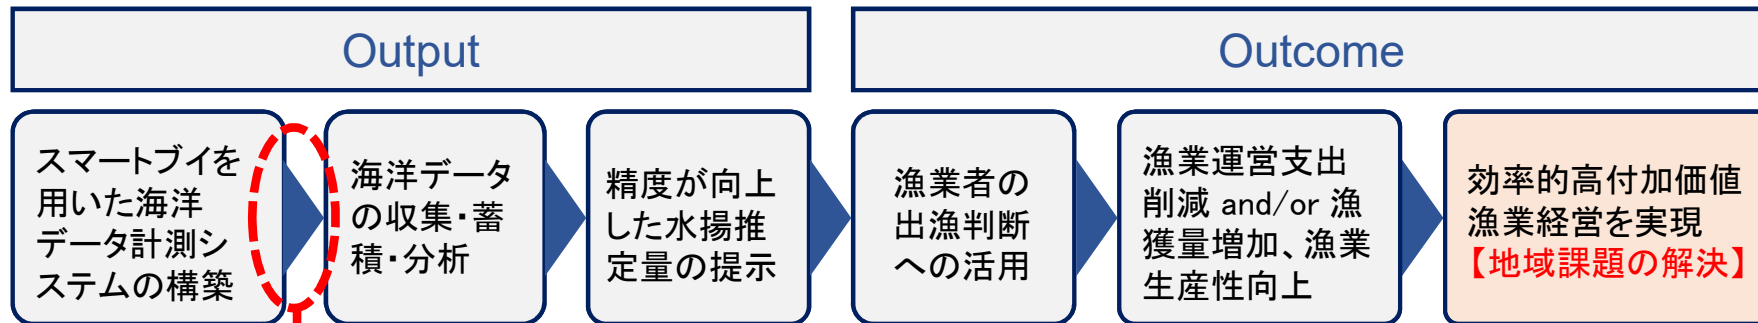 Output
Outcome
スマートブイを
用いた海洋
データ計測シ
ステムの構築
海洋データ
の収集・蓄
積・分析
精度が向上
した水揚推
定量の提示
漁業者の
出漁判断
への活用
漁業運営支出
削減 and/or 漁
獲量増加、漁業
生産性向上
効率的高付加価値
漁業経営を実現
【地域課題の解決】